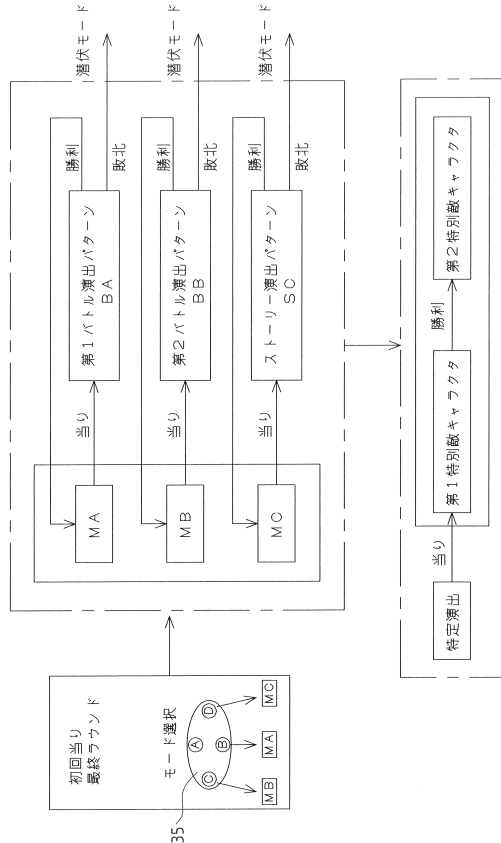 初回当り
最終ラウンド
モード選択
A
C
D
B
35
MB
MA
MC
MA
当り
第1バトル演出パターン
BA
勝利
敗北
潜伏モード
MB
当り
第2バトル演出パターン
BB
勝利
敗北
潜伏モード
MC
当り
ストーリー演出パターン
SC
勝利
敗北
潜伏モード
特定演出
当り
第1特別敵キャラクタ
勝利
第2特別敵キャラクタ